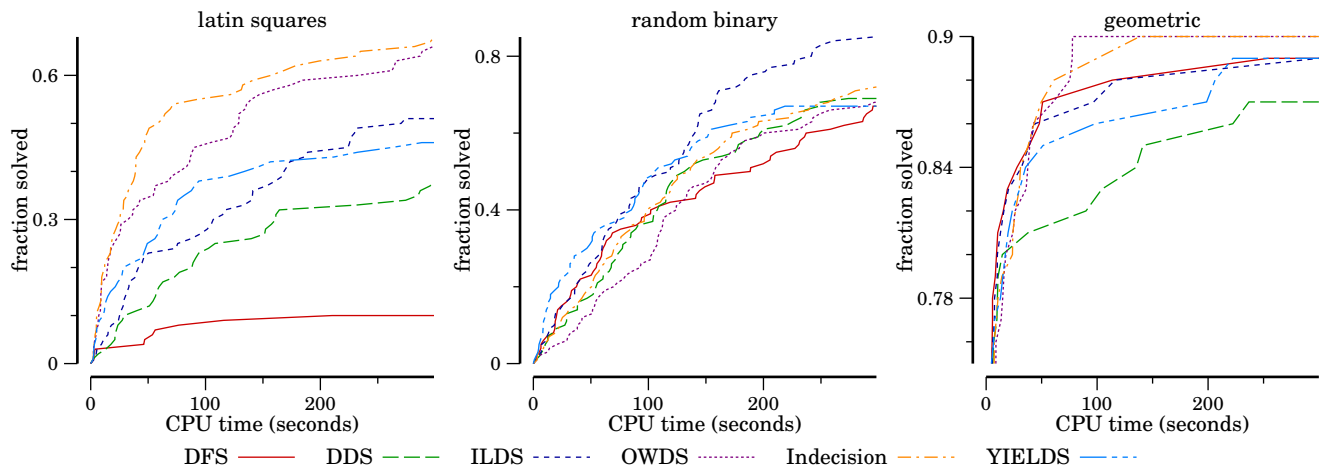 latin squares
random binary
geometric
fraction solved
0.6
0.3
0
0
100
200
CPU time (seconds)
fraction solved
0.8
0.4
0
0
100
200
CPU time (seconds)
fraction solved
0.9
0.84
0.78
0
100
200
CPU time (seconds)
DFS DDS ILDS OWDS Indecision YIELDS